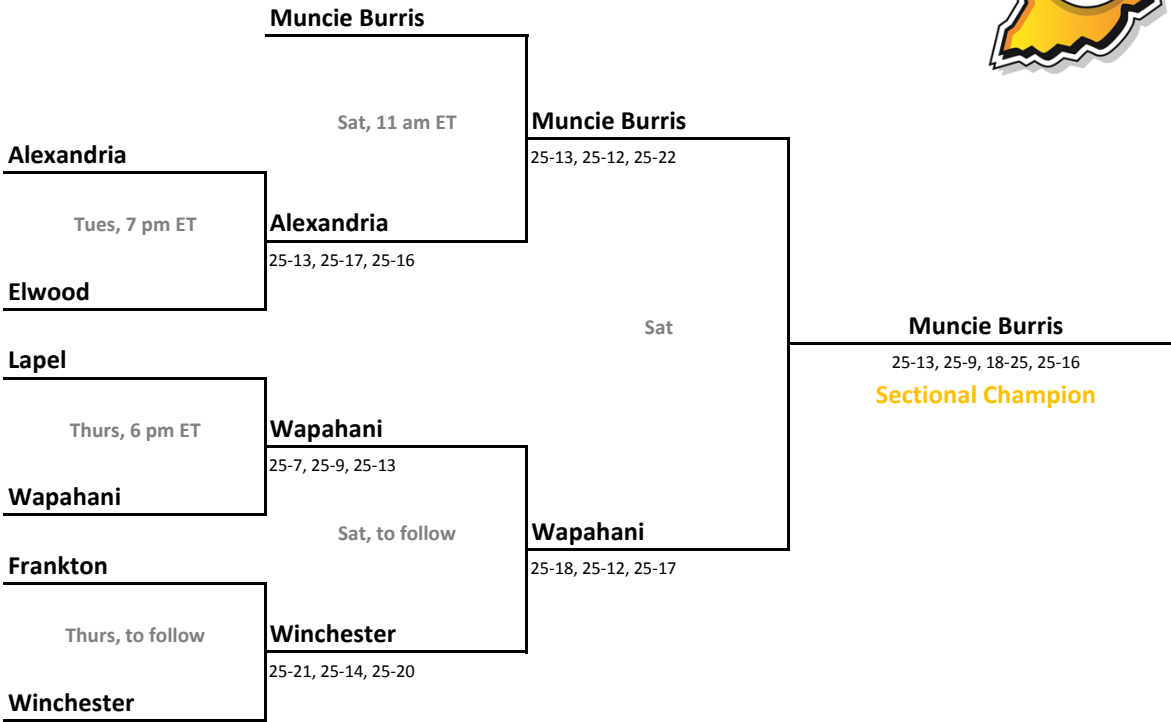 Muncie Burris
Sat, 11 am ET
Muncie Burris
Alexandria
25-13, 25-12, 25-22
Tues, 7 pm ET
Alexandria
25-13, 25-17, 25-16
Elwood
Sat
Muncie Burris
Lapel
25-13, 25-9, 18-25, 25-16
Sectional Champion
Thurs, 6 pm ET
Wapahani
25-7, 25-9, 25-13
Wapahani
Sat, to follow
Wapahani
Frankton
25-18, 25-12, 25-17
Thurs, to follow
Winchester
25-21, 25-14, 25-20
Winchester